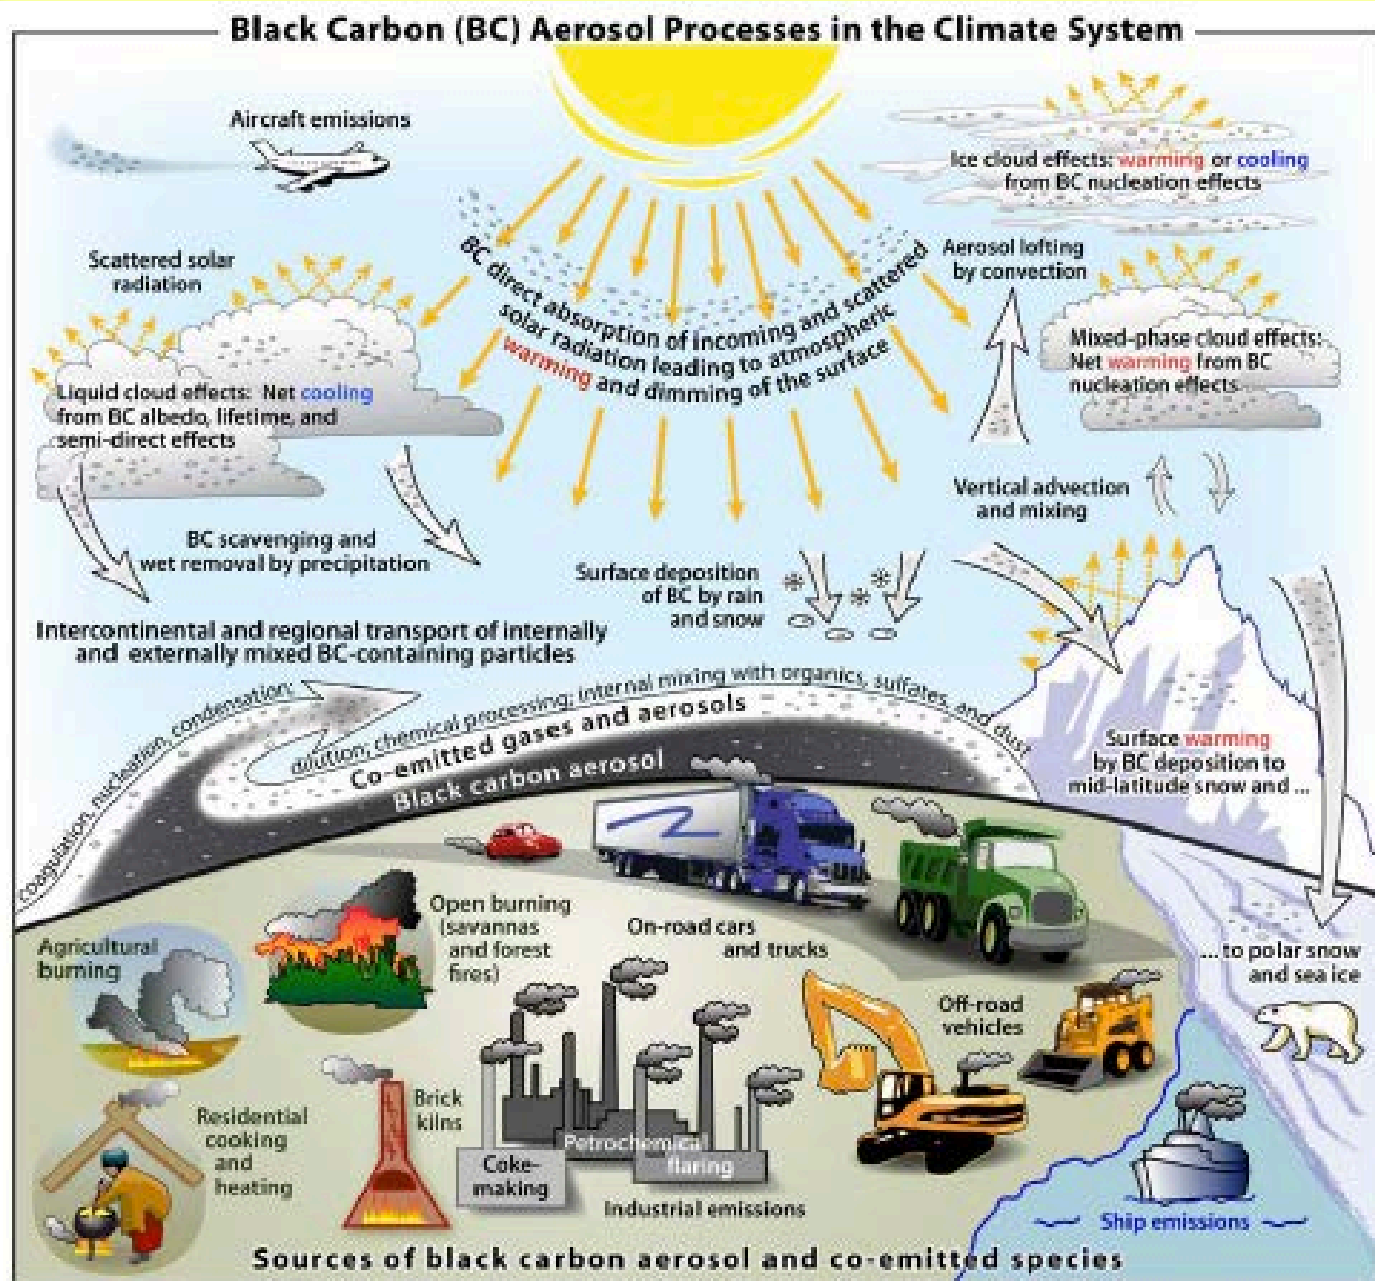 Black Carbon (BC) Aerosol Processes in the Climate System
Aircraft emissions
Ice cloud effects: warming or cooling
from BC nucleation effects
Scattered solar
radiation
BC direct absorption of incoming and scattered
solar radiation leading to atmospheric
warming and dimming of the surface
Aerosol lofting
by convection
Mixed-phase cloud effects:
Net warming from BC
nucleation effects
Liquid cloud effects: Net cooling
from BC albedo, lifetime, and
semi-direct effects
Vertical advection
and mixing
BC scavenging and
wet removal by precipitation
Surface deposition
of BC by rain
and snow
Intercontinental and regional transport of internally
and externally mixed BC-containing particles
coagulation, nucleation, condensation;
dilution; chemical processing; internal mixing with organics, sulfates, and dust
Co-emitted gases and aerosols
Black carbon aerosol
Surface warming
by BC deposition to
mid-latitude snow and ...
... to polar snow
and sea ice
Agricultural
burning
Open burning
(savannas
and forest
fires)
On-road cars
and trucks
Off-road
vehicles
Residential
cooking
and
heating
Brick
kilns
Coke-
making
Petrochemical
flaring
Industrial emissions
Ship emissions
Sources of black carbon aerosol and co-emitted species